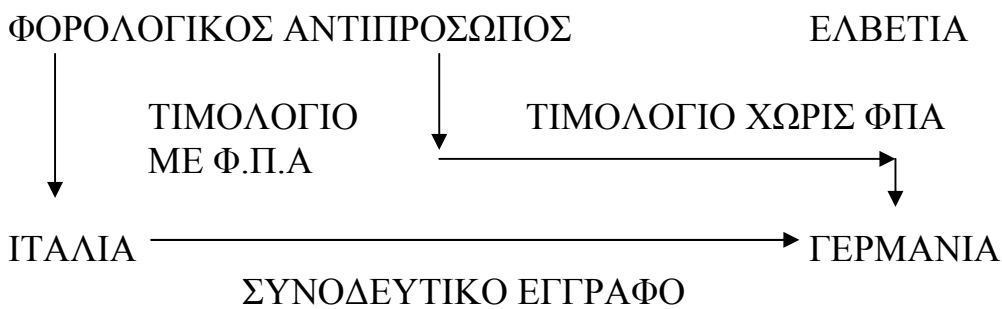 ΦΟΡΟΛΟΓΙΚΟΣ ΑΝΤΙΠΡΟΣΩΠΟΣ ΕΛΒΕΤΙΑ
ΤΙΜΟΛΟΓΙΟ ΤΙΜΟΛΟΓΙΟ ΧΩΡΙΣ ΦΠΑ
ΜΕ Φ.Π.Α
ΙΤΑΛΙΑ ΓΕΡΜΑΝΙΑ
ΣΥΝΟΔΕΥΤΙΚΟ ΕΓΓΡΑΦΟ